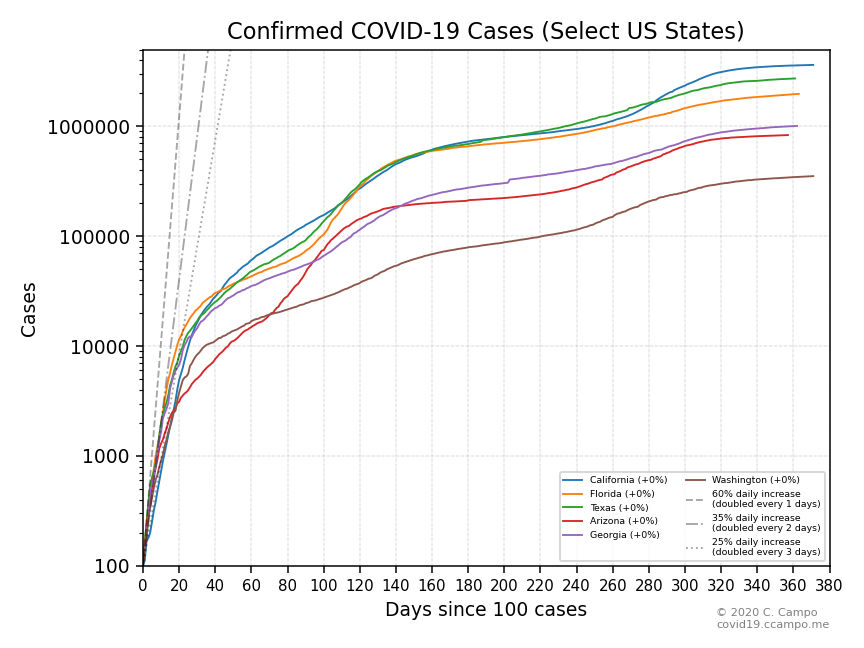 Confirmed COVID-19 Cases (Select US States)
Cases
1000000
100000
10000
1000
100
0 20 40 60 80 100 120 140 160 180 200 220 240 260 280 300 320 340 360 380
Days since 100 cases
California (+0%)
Florida (+0%)
Texas (+0%)
Arizona (+0%)
Georgia (+0%)
Washington (+0%)
60% daily increase
(doubled every 1 days)
35% daily increase
(doubled every 2 days)
25% daily increase
(doubled every 3 days)
© 2020 C. Campo
covid19.ccampo.me